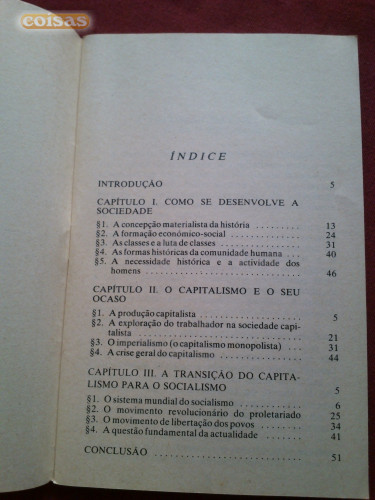 coisas
ÍNDICE
INTRODUÇÃO 5
CAPÍTULO I. COMO SE DESENVOLVE A
SOCIEDADE
§1. A concepção materialista da história .......... 13
§2. A formação económico-social .......... 24
§3. As classes e a luta de classes .......... 31
§4. As formas históricas da comunidade humana .. 40
§5. A necessidade histórica e a actividade dos
homens .......... 46
CAPÍTULO II. O CAPITALISMO E O SEU
OCASO
§1. A produção capitalista .......... 5
§2. A exploração do trabalhador na sociedade capi-
talista .......... 21
§3. O imperialismo (o capitalismo monopolista) .. 31
§4. A crise geral do capitalismo .......... 44
CAPÍTULO III. A TRANSIÇÃO DO CAPITA-
LISMO PARA O SOCIALISMO 5
§1. O sistema mundial do socialismo .......... 6
§2. O movimento revolucionário do proletariado 25
§3. O movimento de libertação dos povos .... 34
§4. A questão fundamental da actualidade .. 41
CONCLUSÃO .......... 51